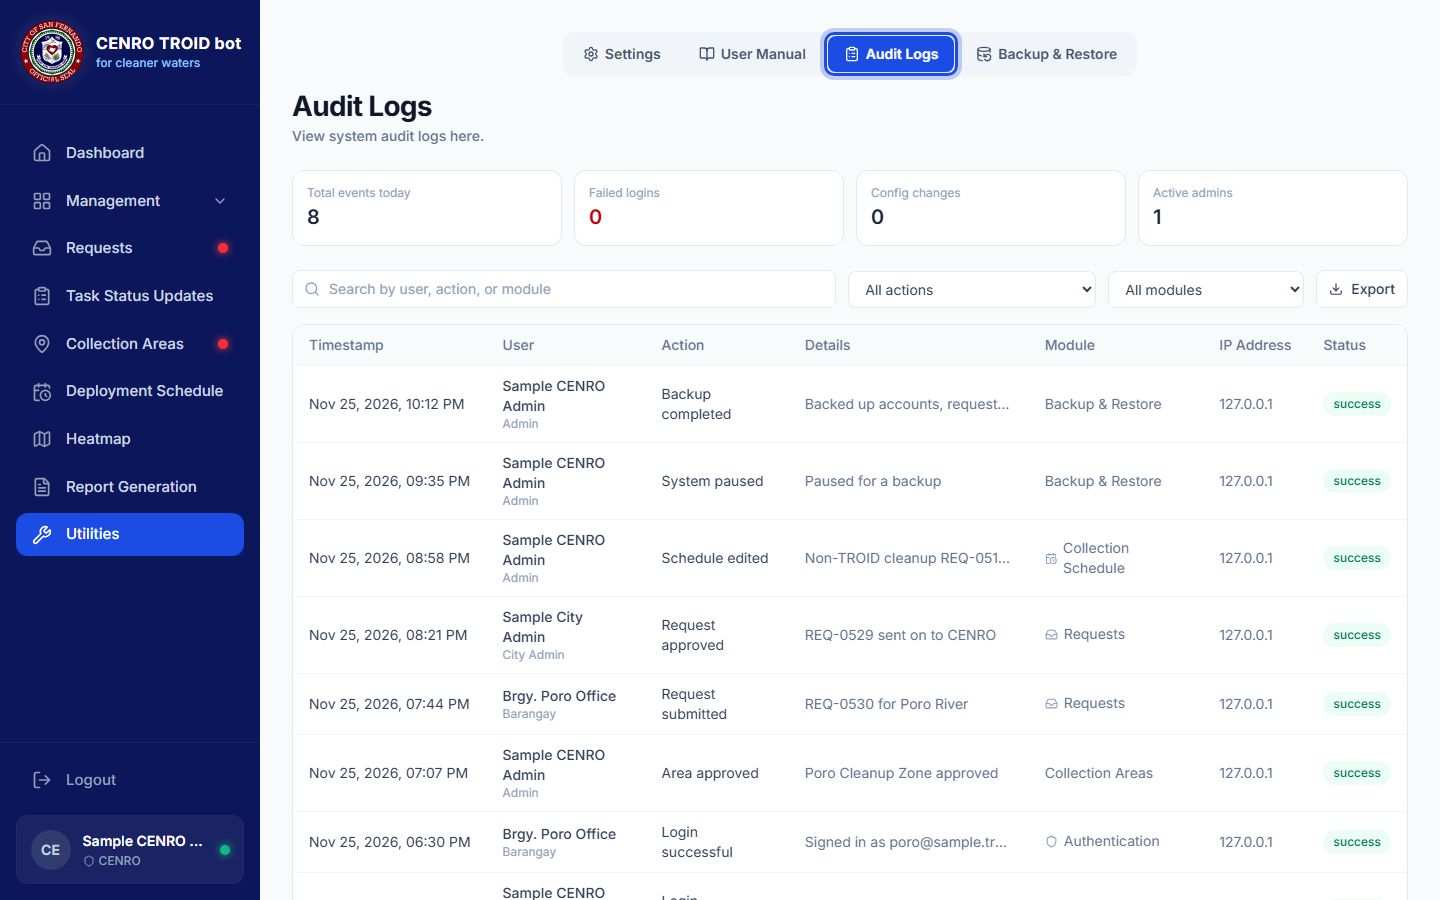 CITY OF SAN FERNANDO
OFFICIAL SEAL
CENRO TROID bot
for cleaner waters
Dashboard
Management
Requests
Task Status Updates
Collection Areas
Deployment Schedule
Heatmap
Report Generation
Utilities
Logout
CE
Sample CENRO ...
CENRO
Settings
User Manual
Audit Logs
Backup & Restore
Audit Logs
View system audit logs here.
Total events today
8
Failed logins
0
Config changes
0
Active admins
1
Search by user, action, or module
All actions
All modules
Export
Timestamp User Action Details Module IP Address Status
Nov 25, 2026, 10:12 PM
Sample CENRO
Admin
Admin
Backup
completed
Backed up accounts, request...
Backup & Restore
127.0.0.1
success
Nov 25, 2026, 09:35 PM
Sample CENRO
Admin
Admin
System paused
Paused for a backup
Backup & Restore
127.0.0.1
success
Nov 25, 2026, 08:58 PM
Sample CENRO
Admin
Admin
Schedule edited
Non-TROID cleanup REQ-051...
Collection
Schedule
127.0.0.1
success
Nov 25, 2026, 08:21 PM
Sample City
Admin
City Admin
Request
approved
REQ-0529 sent on to CENRO
Requests
127.0.0.1
success
Nov 25, 2026, 07:44 PM
Brgy. Poro Office
Barangay
Request
submitted
REQ-0530 for Poro River
Requests
127.0.0.1
success
Nov 25, 2026, 07:07 PM
Sample CENRO
Admin
Admin
Area approved
Poro Cleanup Zone approved
Collection Areas
127.0.0.1
success
Nov 25, 2026, 06:30 PM
Brgy. Poro Office
Barangay
Login
successful
Signed in as poro@sample.tr...
Authentication
127.0.0.1
success
Sample CENRO
Login